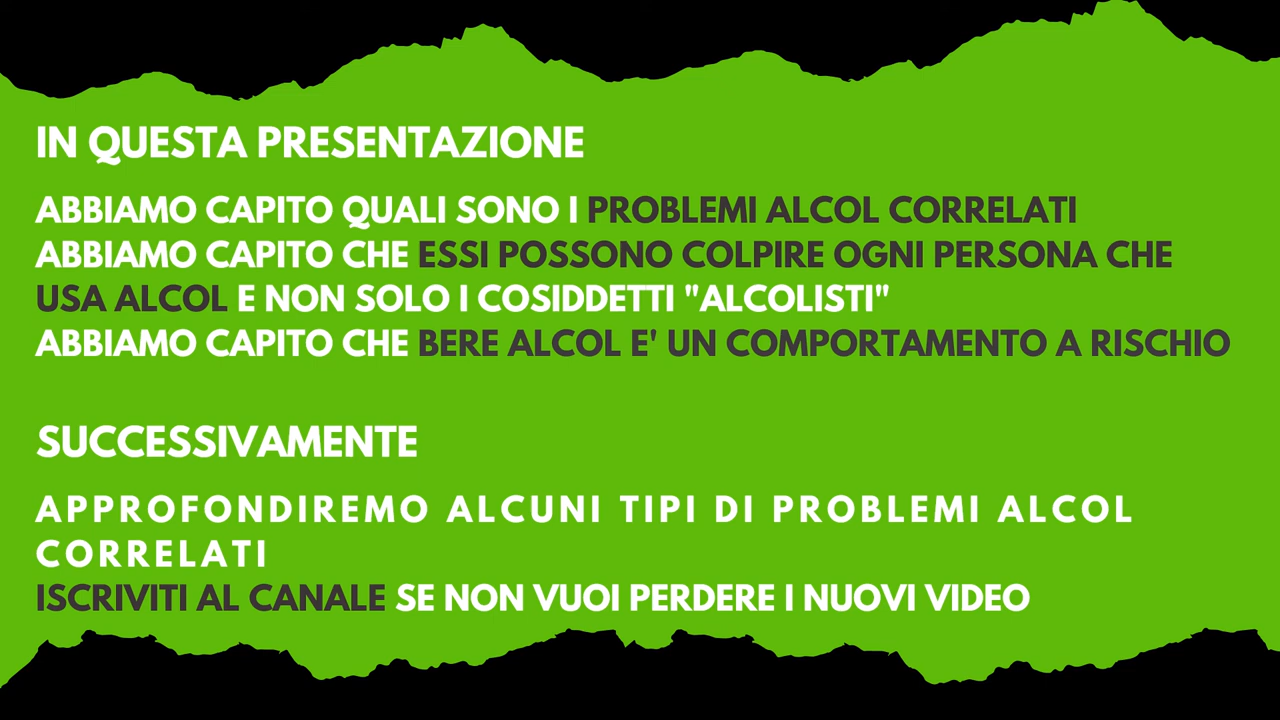 IN QUESTA PRESENTAZIONE
ABBIAMO CAPITO QUALI SONO I PROBLEMI ALCOL CORRELATI
ABBIAMO CAPITO CHE ESSI POSSONO COLPIRE OGNI PERSONA CHE
USA ALCOL E NON SOLO I COSIDDETTI "ALCOLISTI"
ABBIAMO CAPITO CHE BERE ALCOL E' UN COMPORTAMENTO A RISCHIO
SUCCESSIVAMENTE
APPROFONDIREMO ALCUNI TIPI DI PROBLEMI ALCOL
CORRELATI
ISCRIVITI AL CANALE SE NON VUOI PERDERE I NUOVI VIDEO